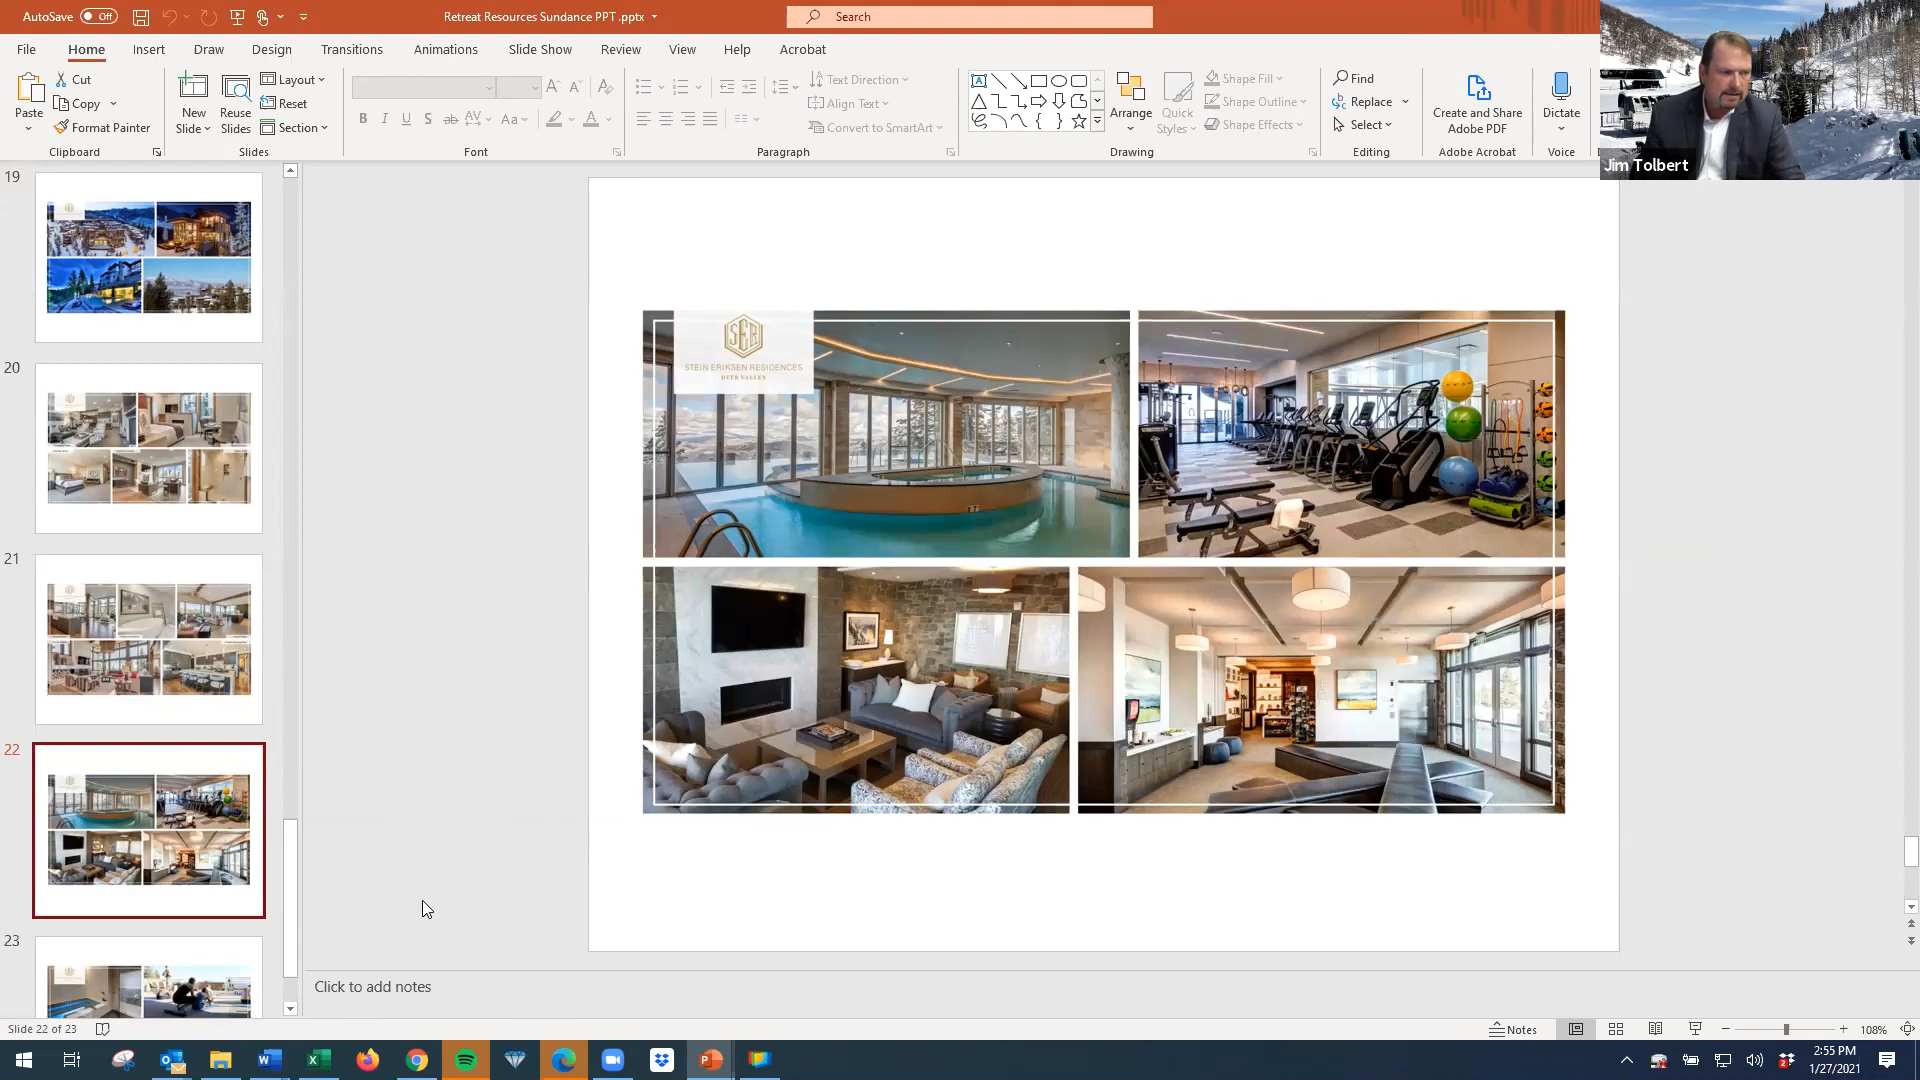 AutoSave Off
Retreat Resources Sundance PPT .pptx
Search
File Home Insert Draw Design Transitions Animations Slide Show Review View Help Acrobat
Paste
Cut
Copy
Format Painter
Clipboard
New Slide
Reuse Slides
Layout
Reset
Section
Slides
B I U S ab AV Aa A
Font
Text Direction
Align Text
Convert to SmartArt
Paragraph
Arrange
Quick Styles
Shape Fill
Shape Outline
Shape Effects
Drawing
Find
Replace
Select
Editing
Create and Share Adobe PDF
Adobe Acrobat
Dictate
Voice
Jim Tolbert
19
20
21
22
23
SER
STEIN ERIKSEN RESIDENCES
DEER VALLEY
Click to add notes
Slide 22 of 23
Notes
108%
2:55 PM
1/27/2021